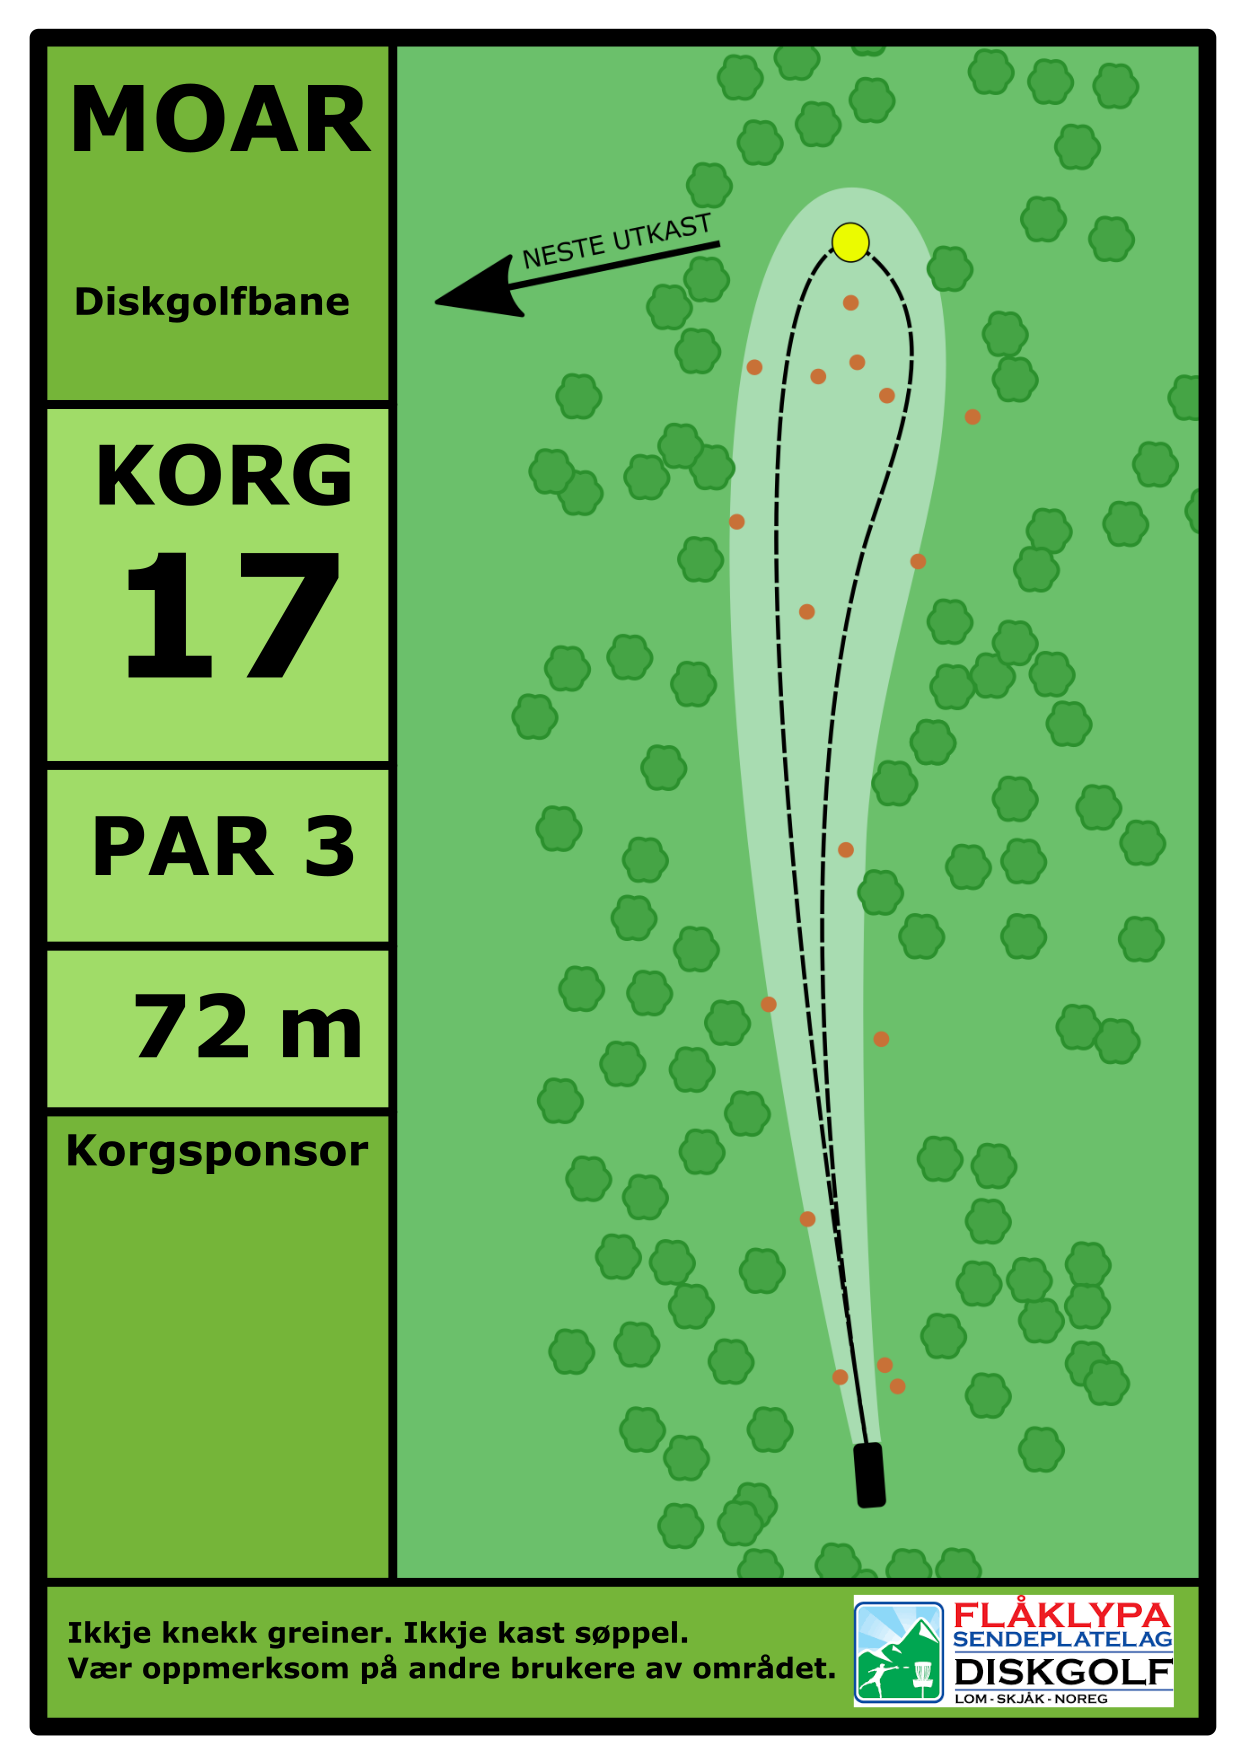 MOAR
Diskgolfbane
KORG
17
PAR 3
72 m
Korgsponsor
NESTE UTKAST
Ikkje knekk greiner. Ikkje kast søppel.
Vær oppmerksom på andre brukere av området.
FLÅKLYPA
SENDEPLATELAG
DISKGOLF
LOM - SKJÅK - NOREG